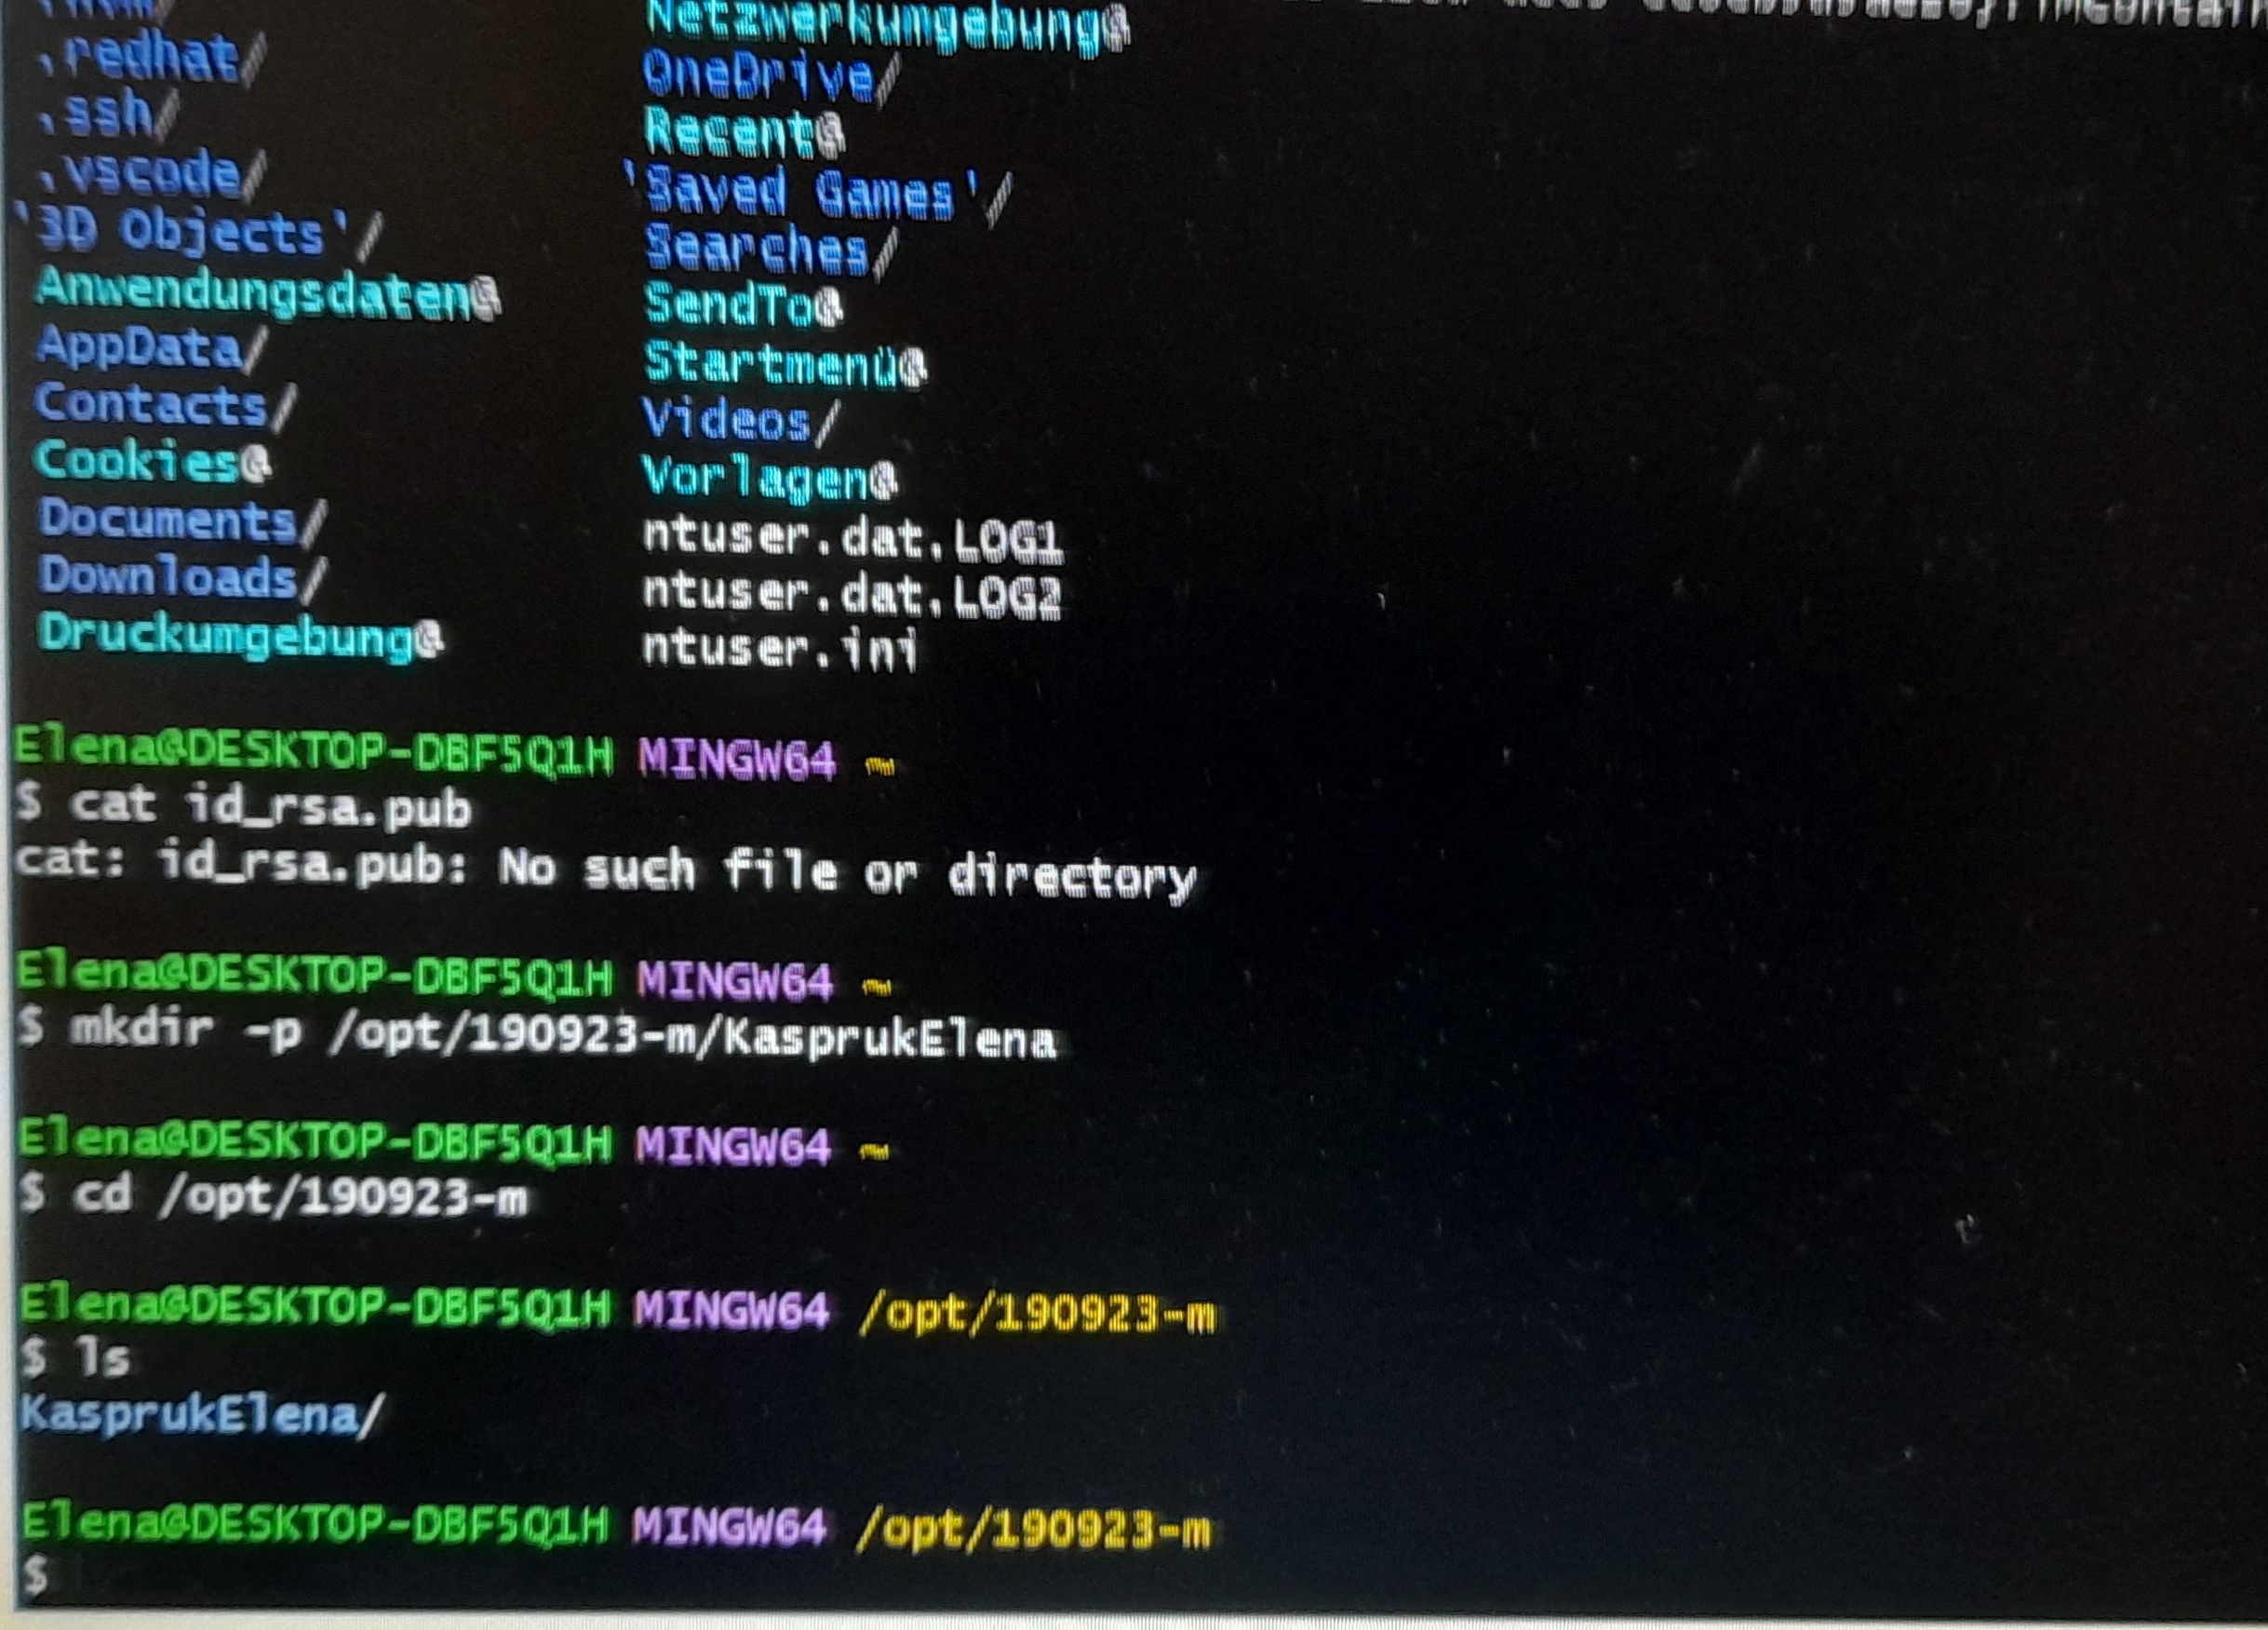 .redhat/ OneDrive/
.ssh/ Recent@
.vscode/ 'Saved Games'/
'3D Objects'/ Searches/
Anwendungsdaten@ SendTo@
AppData/ Startmenü@
Contacts/ Videos/
Cookies@ Vorlagen@
Documents/ ntuser.dat.LOG1
Downloads/ ntuser.dat.LOG2
Druckumgebung@ ntuser.ini
Netzwerkumgebung@
Elena@DESKTOP-DBF5Q1H MINGW64 ~
$ cat id_rsa.pub
cat: id_rsa.pub: No such file or directory
Elena@DESKTOP-DBF5Q1H MINGW64 ~
$ mkdir -p /opt/190923-m/KasprukElena
Elena@DESKTOP-DBF5Q1H MINGW64 ~
$ cd /opt/190923-m
Elena@DESKTOP-DBF5Q1H MINGW64 /opt/190923-m
$ ls
KasprukElena/
Elena@DESKTOP-DBF5Q1H MINGW64 /opt/190923-m
$